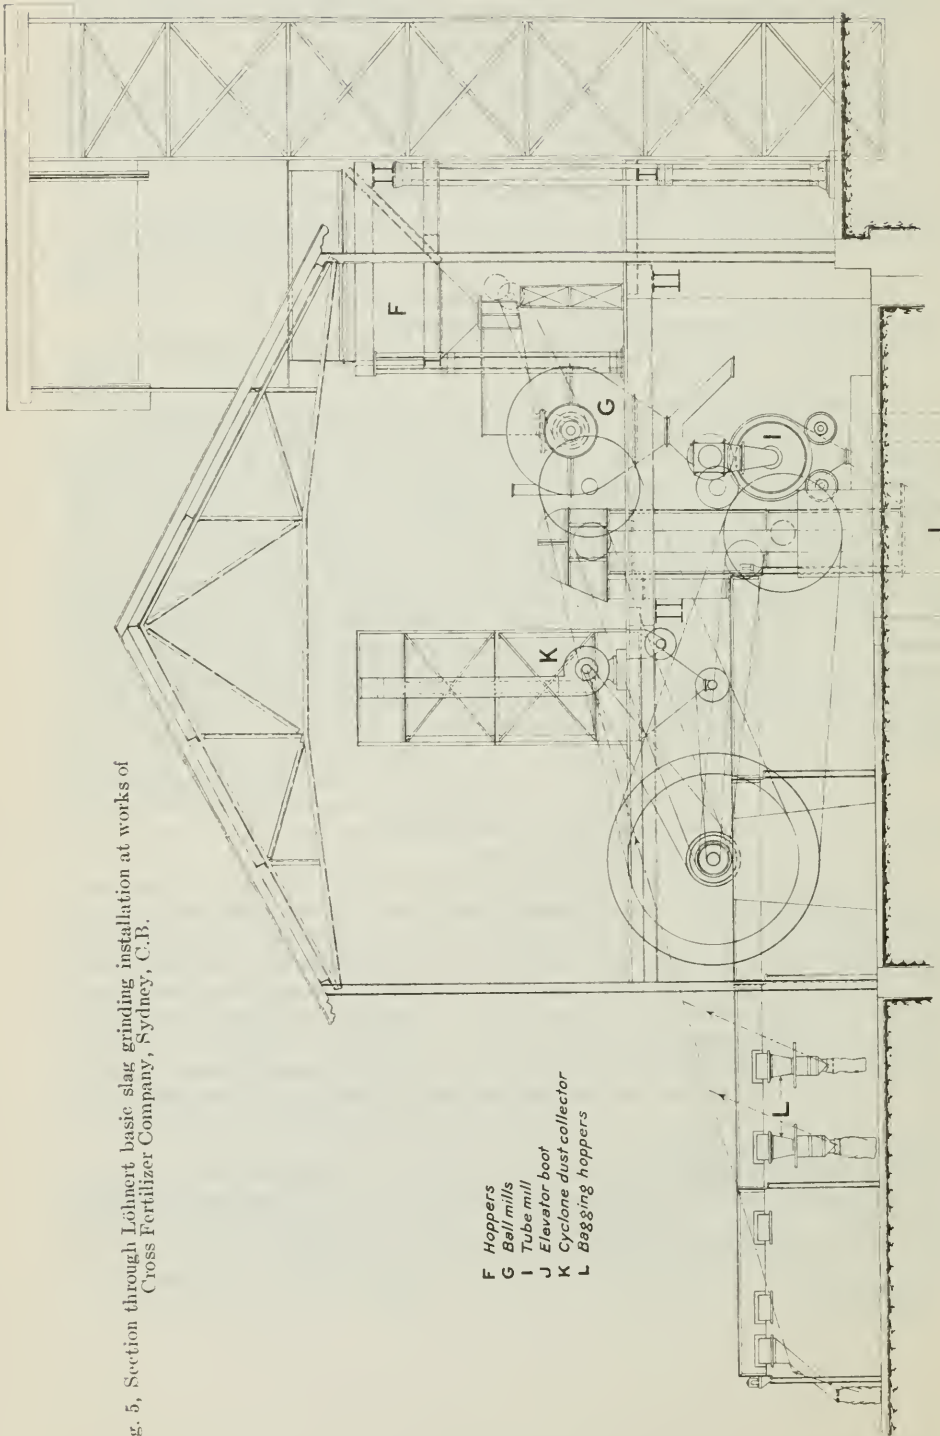 g. 5, Section through Löhnert basic slag grinding installation at works of
Cross Fertilizer Company, Sydney, C.B.
F Hoppers
G Ball mills
I Tube mill
J Elevator boot
K Cyclone dust collector
L Bagging hoppers
F
G
I
K
L